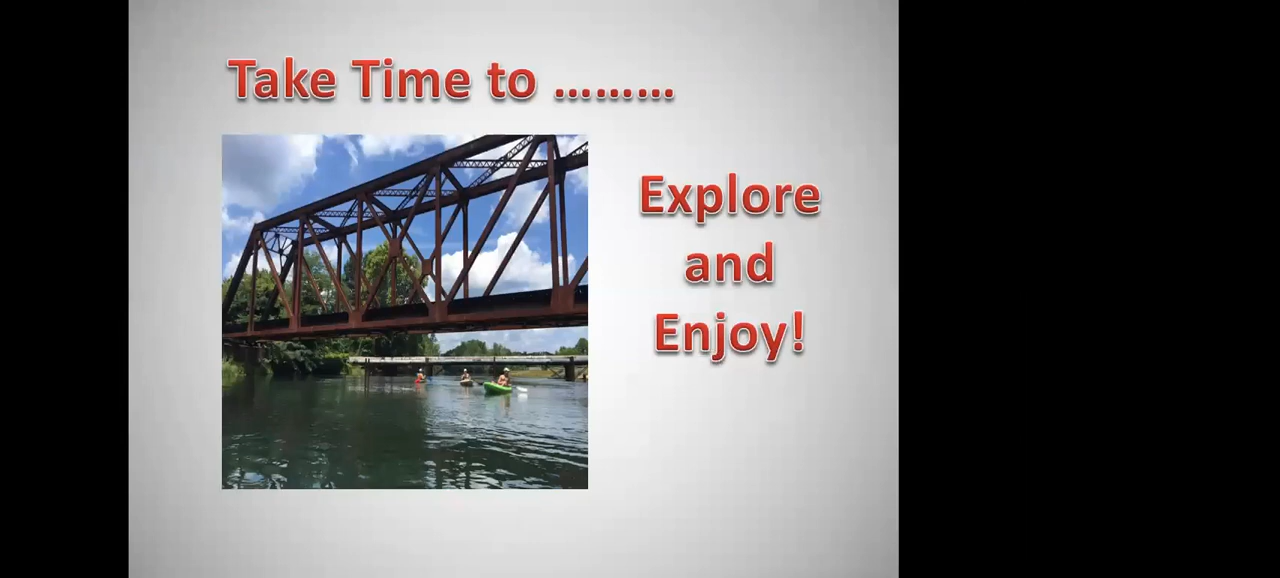 Take Time to .........
Explore
and
Enjoy!